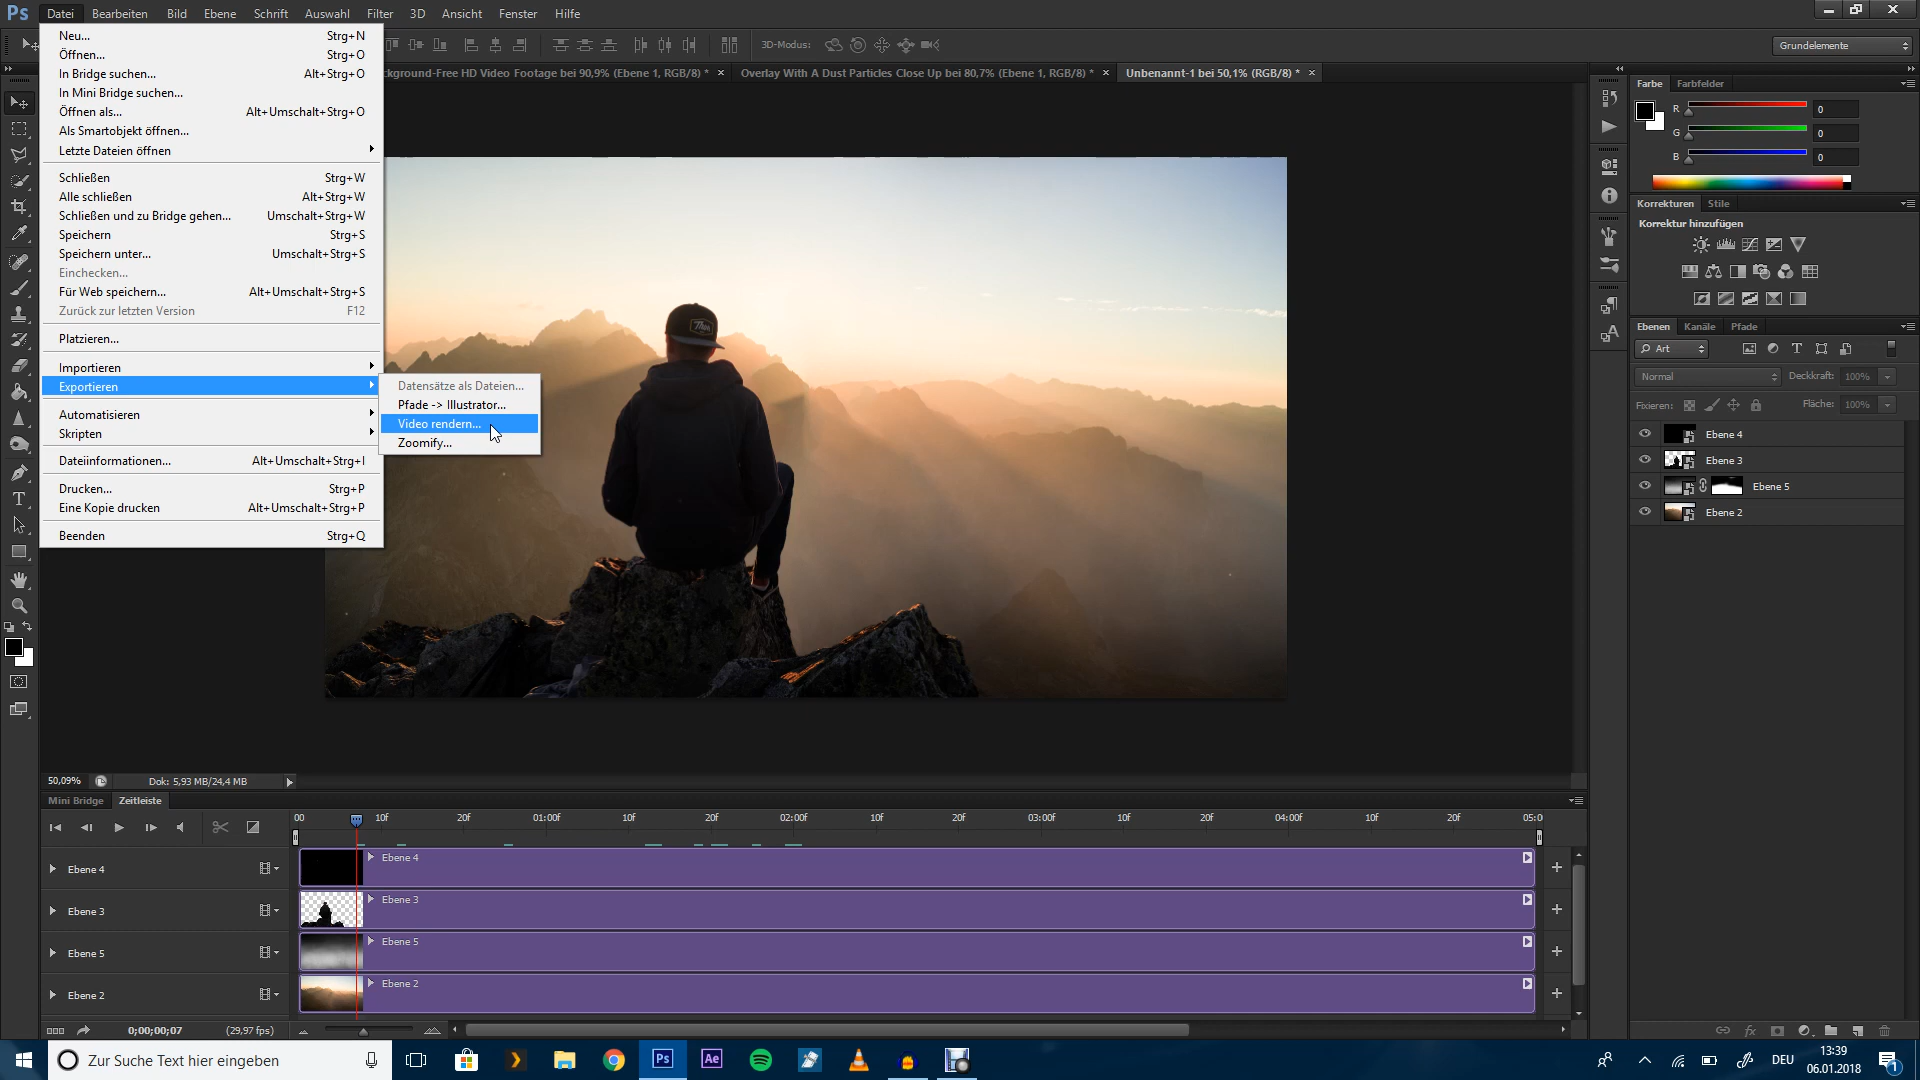 Ps Datei Bearbeiten Bild Ebene Schrift Auswahl Filter 3D Ansicht Fenster Hilfe
3D-Modus:
Grundelemente
ckground-Free HD Video Footage bei 90,9% (Ebene 1, RGB/8) * ×
Overlay With A Dust Particles Close Up bei 80,7% (Ebene 1, RGB/8) * ×
Unbenannt-1 bei 50,1% (RGB/8) * ×
Neu... Strg+N
Öffnen... Strg+O
In Bridge suchen... Alt+Strg+O
In Mini Bridge suchen...
Öffnen als... Alt+Umschalt+Strg+O
Als Smartobjekt öffnen...
Letzte Dateien öffnen
Schließen Strg+W
Alle schließen Alt+Strg+W
Schließen und zu Bridge gehen... Umschalt+Strg+W
Speichern Strg+S
Speichern unter... Umschalt+Strg+S
Einchecken...
Für Web speichern... Alt+Umschalt+Strg+S
Zurück zur letzten Version F12
Platzieren...
Importieren
Exportieren
Automatisieren
Skripten
Dateiinformationen... Alt+Umschalt+Strg+I
Drucken... Strg+P
Eine Kopie drucken Alt+Umschalt+Strg+P
Beenden Strg+Q
Datensätze als Dateien...
Pfade -> Illustrator...
Video rendern...
Zoomify...
Farbe Farbfelder
R 0
G 0
B 0
Korrekturen Stile
Korrektur hinzufügen
Ebenen Kanäle Pfade
Art
Normal Deckkraft: 100%
Fixieren: Fläche: 100%
Ebene 4
Ebene 3
Ebene 5
Ebene 2
50,09% Dok: 5,93 MB/24,4 MB
Mini Bridge Zeitleiste
00 10f 20f 01:00f 10f 20f 02:00f 10f 20f 03:00f 10f 20f 04:00f 10f 20f 05:0
Ebene 4 Ebene 4
Ebene 3 Ebene 3
Ebene 5 Ebene 5
Ebene 2 Ebene 2
0;00;00;07 (29,97 fps)
Zur Suche Text hier eingeben
Ps Ae
DEU
13:39
06.01.2018
1